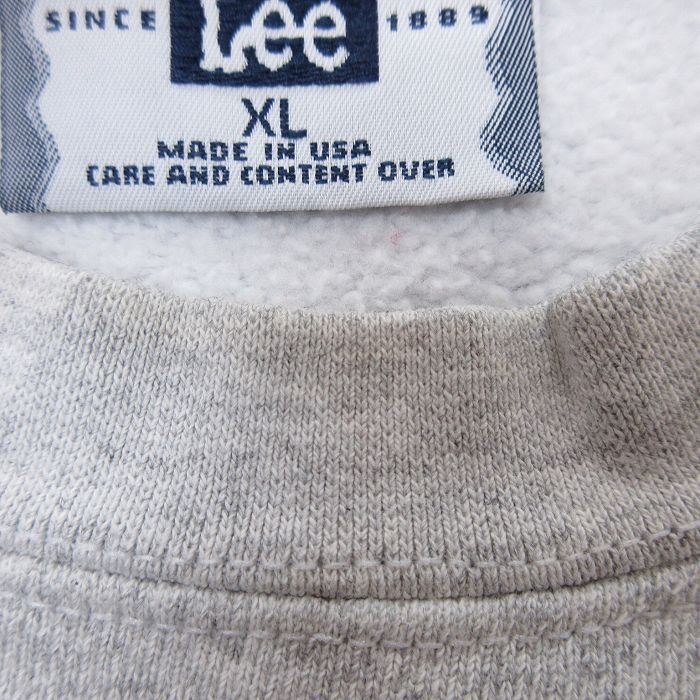 SINCE Lee 1889
XL
MADE IN USA
CARE AND CONTENT OVER